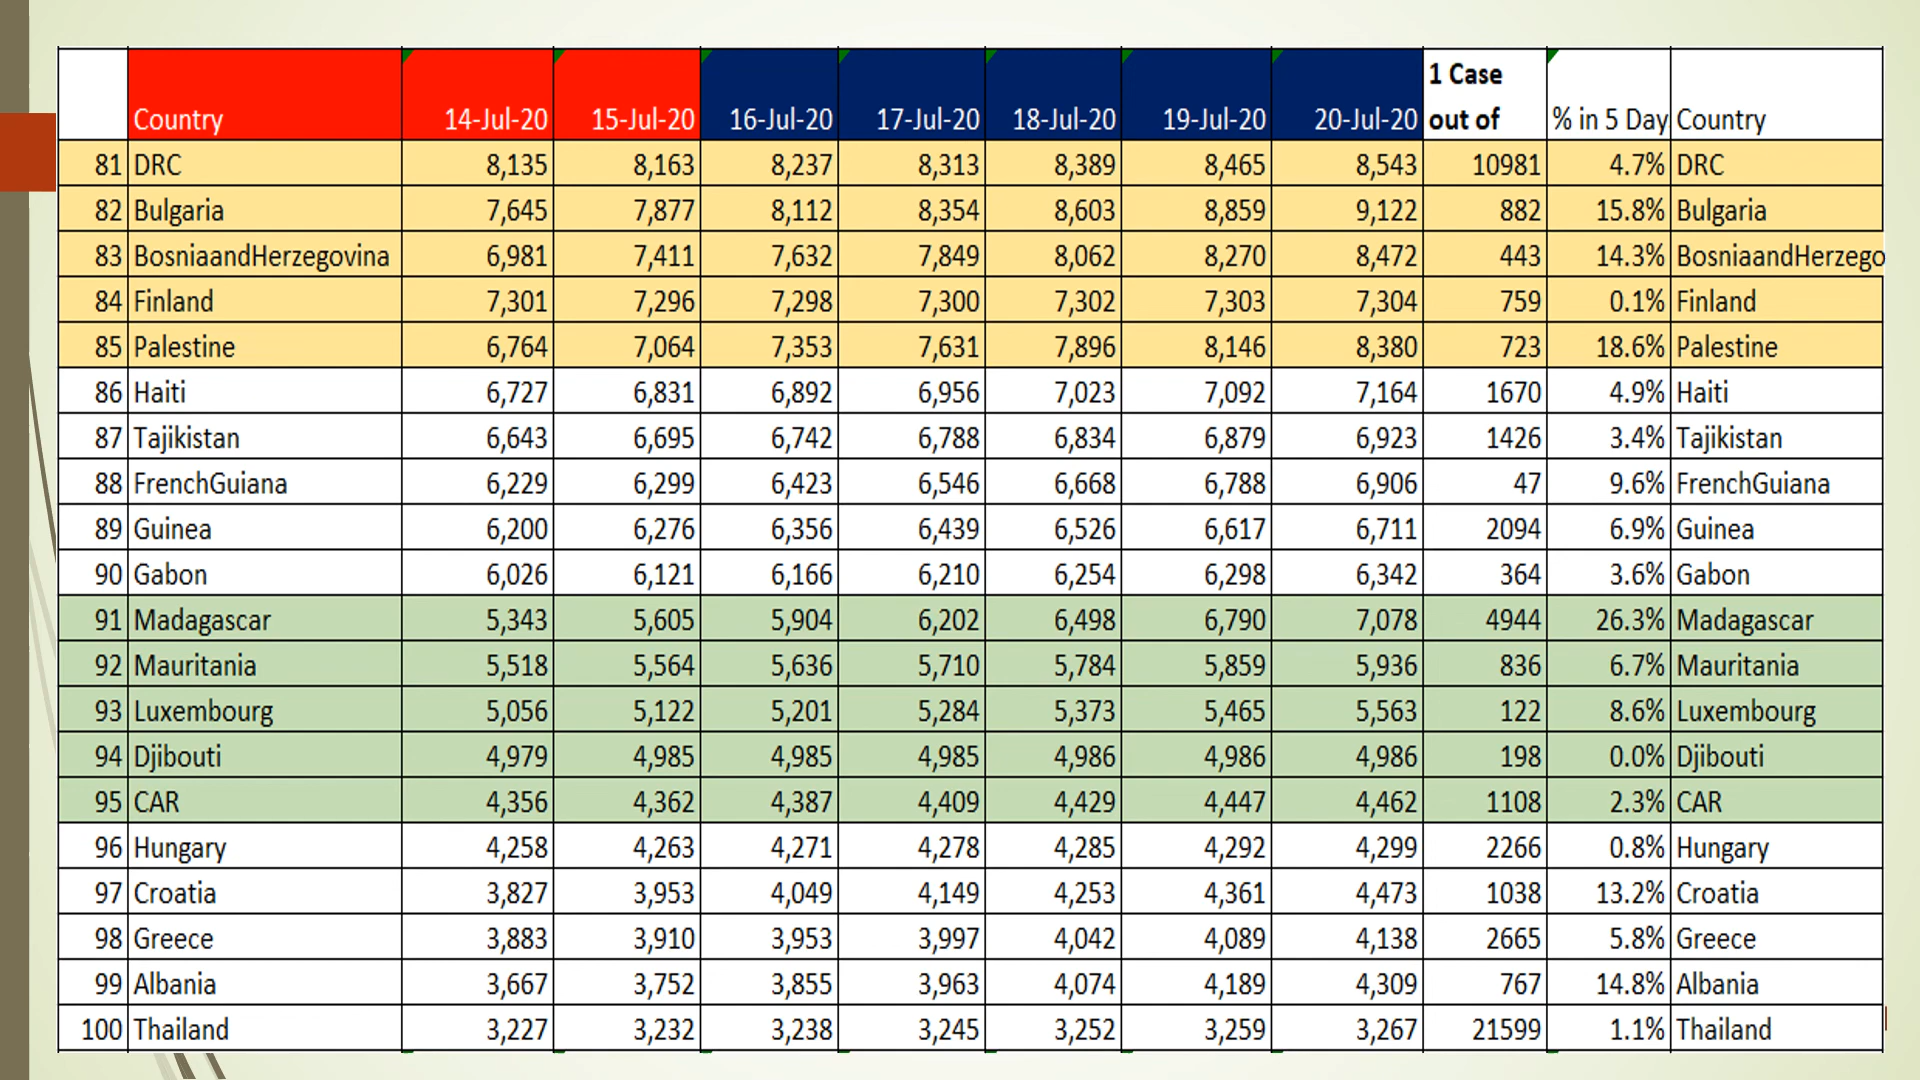 Country 14-Jul-20 15-Jul-20 16-Jul-20 17-Jul-20 18-Jul-20 19-Jul-20 20-Jul-20 1 Case out of % in 5 Day Country
81 DRC 8,135 8,163 8,237 8,313 8,389 8,465 8,543 10981 4.7% DRC
82 Bulgaria 7,645 7,877 8,112 8,354 8,603 8,859 9,122 882 15.8% Bulgaria
83 BosniaandHerzegovina 6,981 7,411 7,632 7,849 8,062 8,270 8,472 443 14.3% BosniaandHerzego
84 Finland 7,301 7,296 7,298 7,300 7,302 7,303 7,304 759 0.1% Finland
85 Palestine 6,764 7,064 7,353 7,631 7,896 8,146 8,380 723 18.6% Palestine
86 Haiti 6,727 6,831 6,892 6,956 7,023 7,092 7,164 1670 4.9% Haiti
87 Tajikistan 6,643 6,695 6,742 6,788 6,834 6,879 6,923 1426 3.4% Tajikistan
88 FrenchGuiana 6,229 6,299 6,423 6,546 6,668 6,788 6,906 47 9.6% FrenchGuiana
89 Guinea 6,200 6,276 6,356 6,439 6,526 6,617 6,711 2094 6.9% Guinea
90 Gabon 6,026 6,121 6,166 6,210 6,254 6,298 6,342 364 3.6% Gabon
91 Madagascar 5,343 5,605 5,904 6,202 6,498 6,790 7,078 4944 26.3% Madagascar
92 Mauritania 5,518 5,564 5,636 5,710 5,784 5,859 5,936 836 6.7% Mauritania
93 Luxembourg 5,056 5,122 5,201 5,284 5,373 5,465 5,563 122 8.6% Luxembourg
94 Djibouti 4,979 4,985 4,985 4,985 4,986 4,986 4,986 198 0.0% Djibouti
95 CAR 4,356 4,362 4,387 4,409 4,429 4,447 4,462 1108 2.3% CAR
96 Hungary 4,258 4,263 4,271 4,278 4,285 4,292 4,299 2266 0.8% Hungary
97 Croatia 3,827 3,953 4,049 4,149 4,253 4,361 4,473 1038 13.2% Croatia
98 Greece 3,883 3,910 3,953 3,997 4,042 4,089 4,138 2665 5.8% Greece
99 Albania 3,667 3,752 3,855 3,963 4,074 4,189 4,309 767 14.8% Albania
100 Thailand 3,227 3,232 3,238 3,245 3,252 3,259 3,267 21599 1.1% Thailand